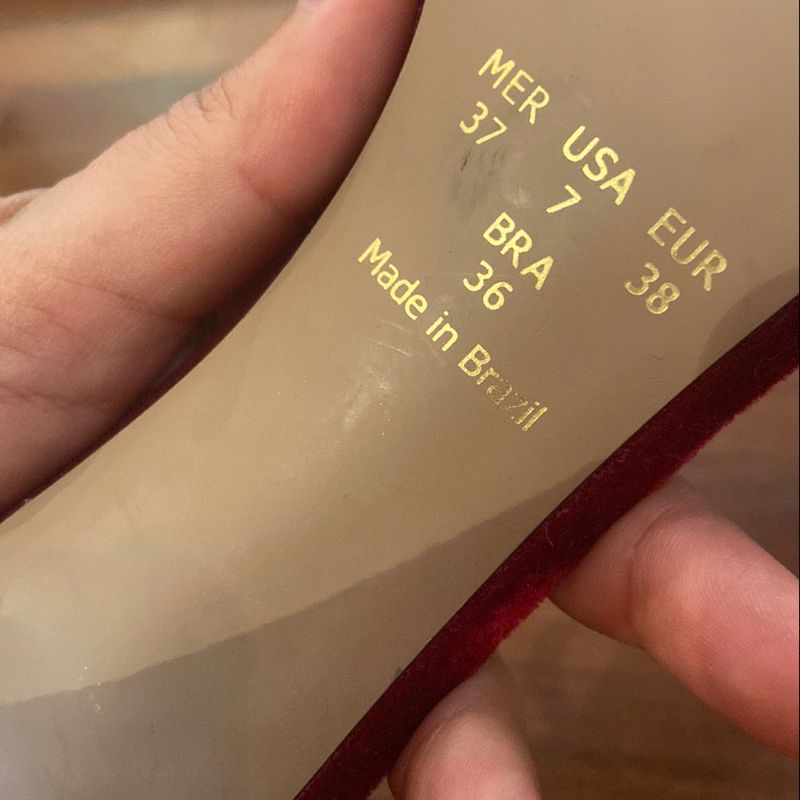 MER USA EUR
37 7 38
BRA
36
Made in Brazil